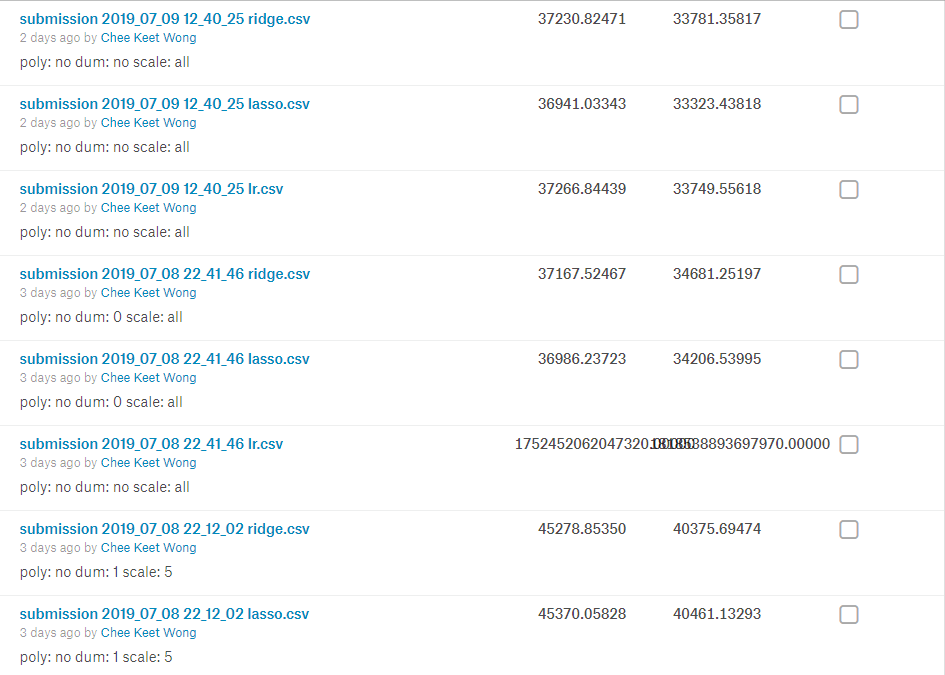 submission 2019_07_09 12_40_25 ridge.csv 37230.82471 33781.35817
2 days ago by Chee Keet Wong
poly: no dum: no scale: all
submission 2019_07_09 12_40_25 lasso.csv 36941.03343 33323.43818
2 days ago by Chee Keet Wong
poly: no dum: no scale: all
submission 2019_07_09 12_40_25 lr.csv 37266.84439 33749.55618
2 days ago by Chee Keet Wong
poly: no dum: no scale: all
submission 2019_07_08 22_41_46 ridge.csv 37167.52467 34681.25197
3 days ago by Chee Keet Wong
poly: no dum: 0 scale: all
submission 2019_07_08 22_41_46 lasso.csv 36986.23723 34206.53995
3 days ago by Chee Keet Wong
poly: no dum: 0 scale: all
submission 2019_07_08 22_41_46 lr.csv
3 days ago by Chee Keet Wong
poly: no dum: no scale: all
submission 2019_07_08 22_12_02 ridge.csv 45278.85350 40375.69474
3 days ago by Chee Keet Wong
poly: no dum: 1 scale: 5
submission 2019_07_08 22_12_02 lasso.csv 45370.05828 40461.13293
3 days ago by Chee Keet Wong
poly: no dum: 1 scale: 5